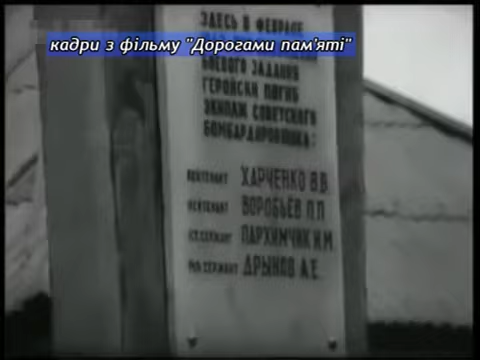 ЗДЕСЬ В ФЕВРАЛЕ
кадри з фільму "Дорогами пам'яті"
БОЕВОГО ЗАДАНИЯ
ГЕРОЙСКИ ПОГИБ
ЭКИПАЖ СОВЕТСКОГО
БОМБАРДИРОВЩИКА:
ЛЕЙТЕНАНТ ХАРЧЕНКО В.В.
ЛЕЙТЕНАНТ ВОРОБЬЁВ П.П.
СТ.СЕРЖАНТ ПАРХИМЧИК И.М.
МЛ.СЕРЖАНТ ДРЫНОВ А.Е.